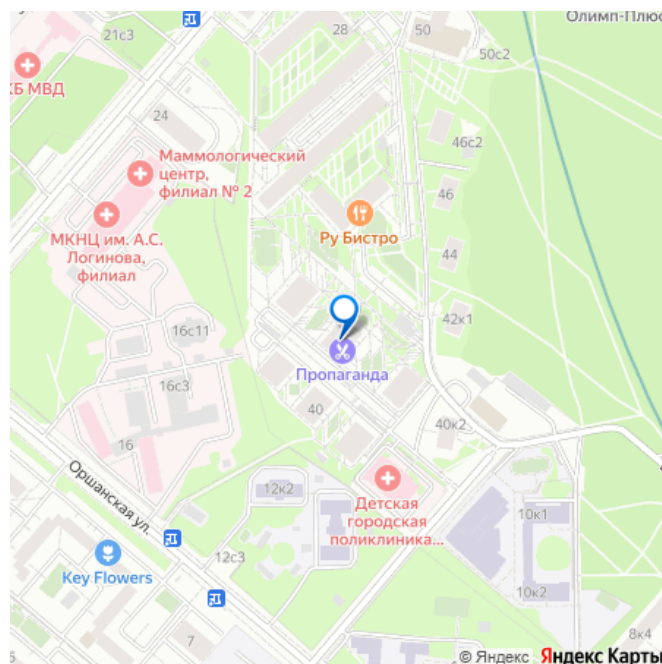 Олимп-Плюс
28
50
50с2
21с3
КБ МВД
24
46с2
Маммологический
центр,
филиал № 2
46
МКНЦ им. А.С.
Логинова,
филиал
Ру Бистро
44
16с11
42к1
16с3
Пропаганда
40
40к2
16
Оршанская ул.
12к2
Детская
городская
поликлиника...
10к1
12с3
Key Flowers
10к2
7
8к4
© Яндекс Яндекс Карты